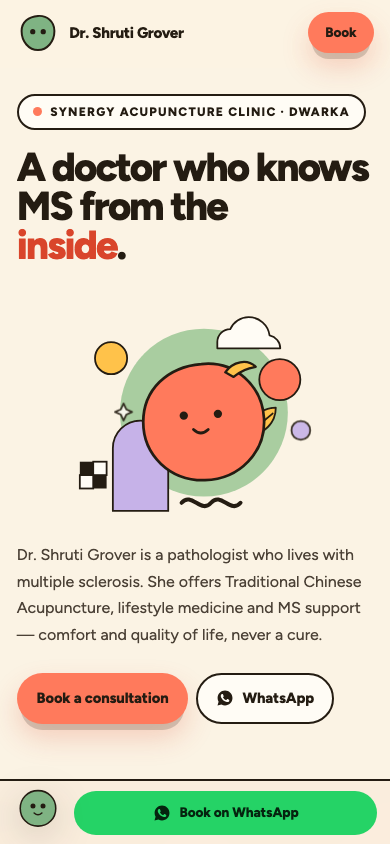 Dr. Shruti Grover
Book
SYNERGY ACUPUNCTURE CLINIC · DWARKA
A doctor who knows
MS from the
inside.
Dr. Shruti Grover is a pathologist who lives with
multiple sclerosis. She offers Traditional Chinese
Acupuncture, lifestyle medicine and MS support
— comfort and quality of life, never a cure.
Book a consultation
WhatsApp
Book on WhatsApp